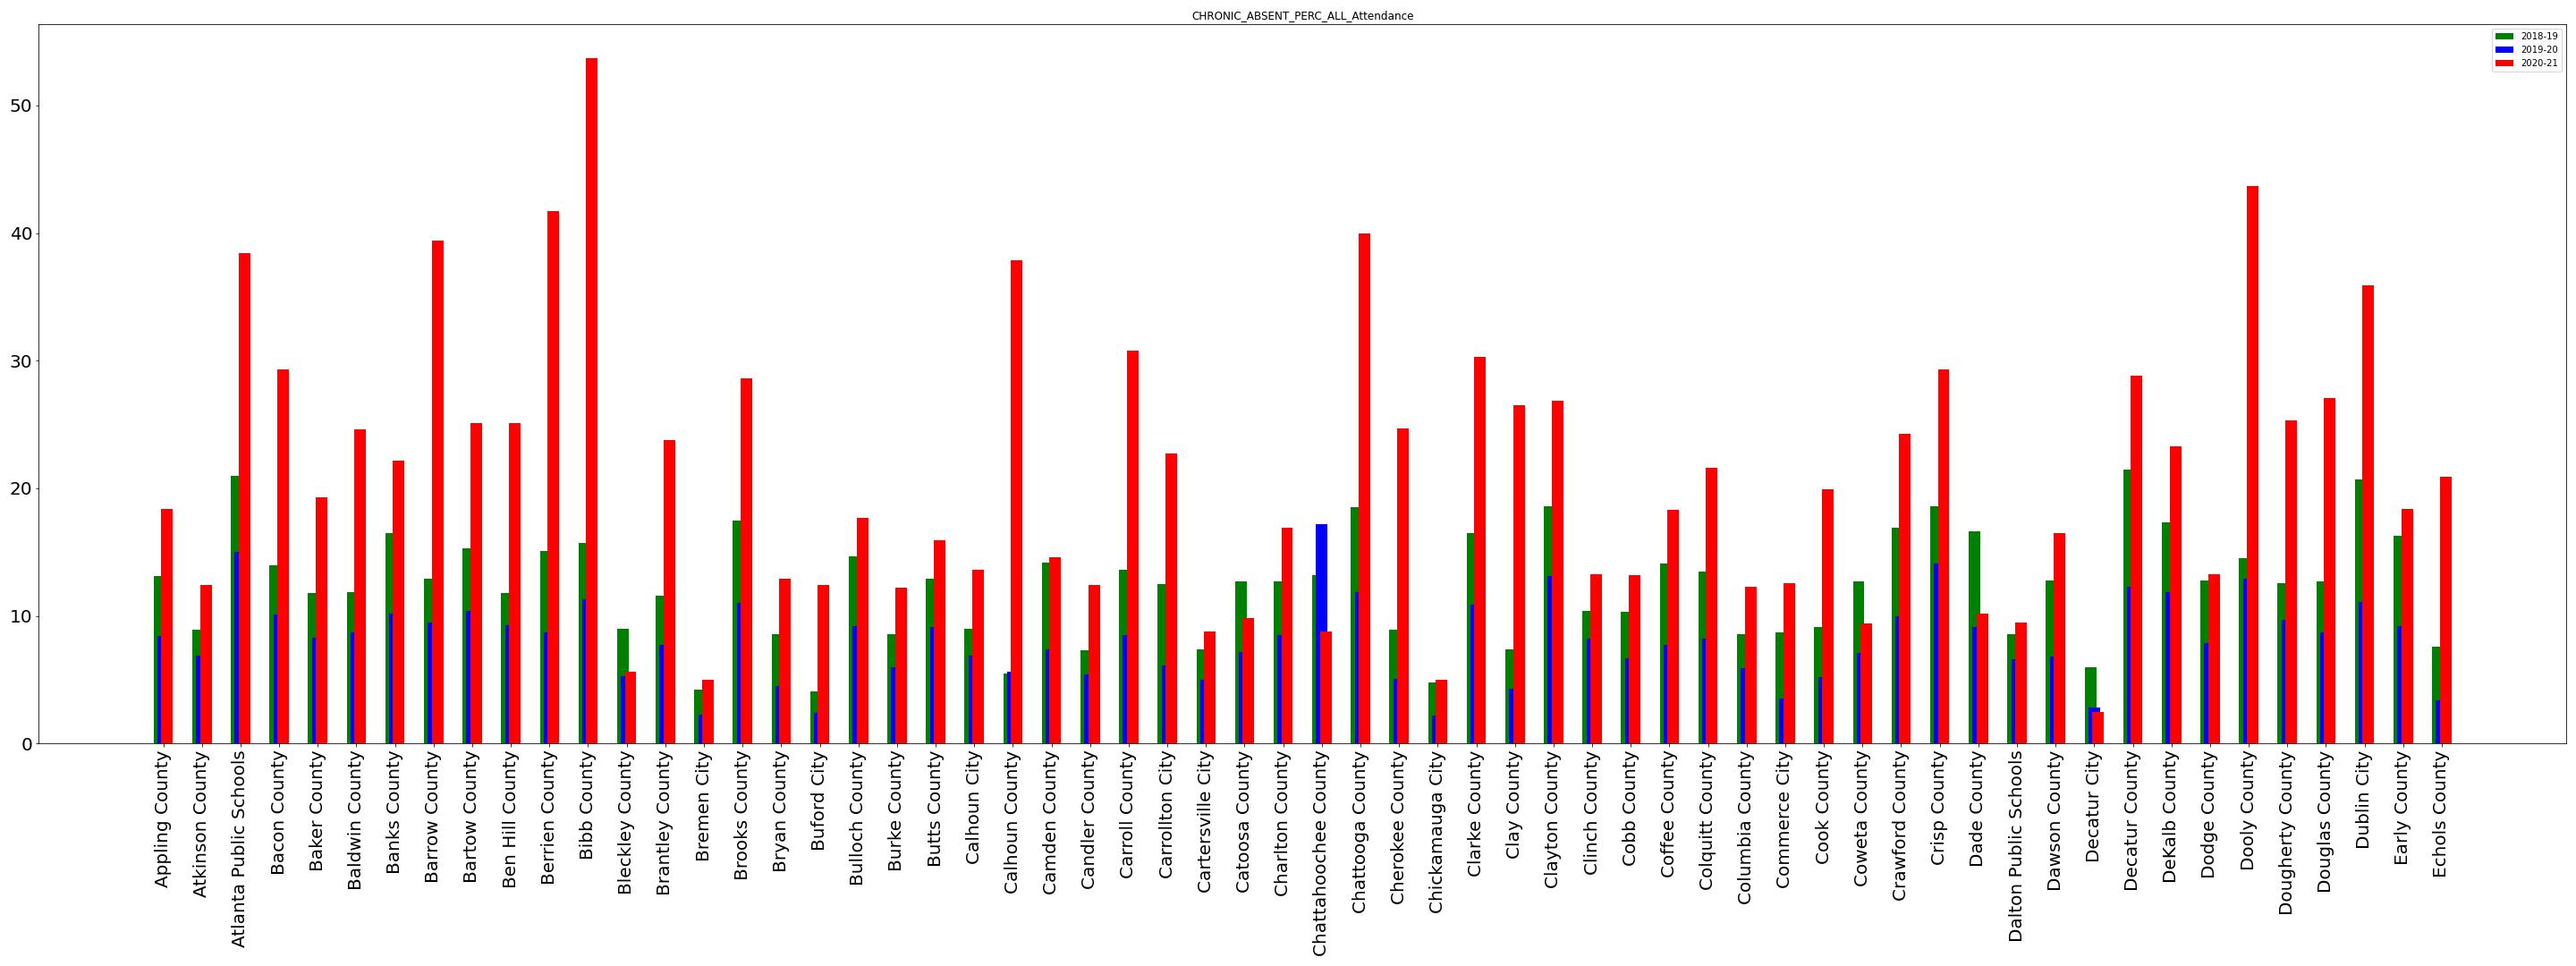 CHRONIC_ABSENT_PERC_ALL_Attendance
2018-19
2019-20
2020-21
50
40
30
20
10
0
Appling County
Atkinson County
Atlanta Public Schools
Bacon County
Baker County
Baldwin County
Banks County
Barrow County
Bartow County
Ben Hill County
Berrien County
Bibb County
Bleckley County
Brantley County
Bremen City
Brooks County
Bryan County
Buford City
Bulloch County
Burke County
Butts County
Calhoun City
Calhoun County
Camden County
Candler County
Carroll County
Carrollton City
Cartersville City
Catoosa County
Charlton County
Chattahoochee County
Chattooga County
Cherokee County
Chickamauga City
Clarke County
Clay County
Clayton County
Clinch County
Cobb County
Coffee County
Colquitt County
Columbia County
Commerce City
Cook County
Coweta County
Crawford County
Crisp County
Dade County
Dalton Public Schools
Dawson County
Decatur City
Decatur County
DeKalb County
Dodge County
Dooly County
Dougherty County
Douglas County
Dublin City
Early County
Echols County